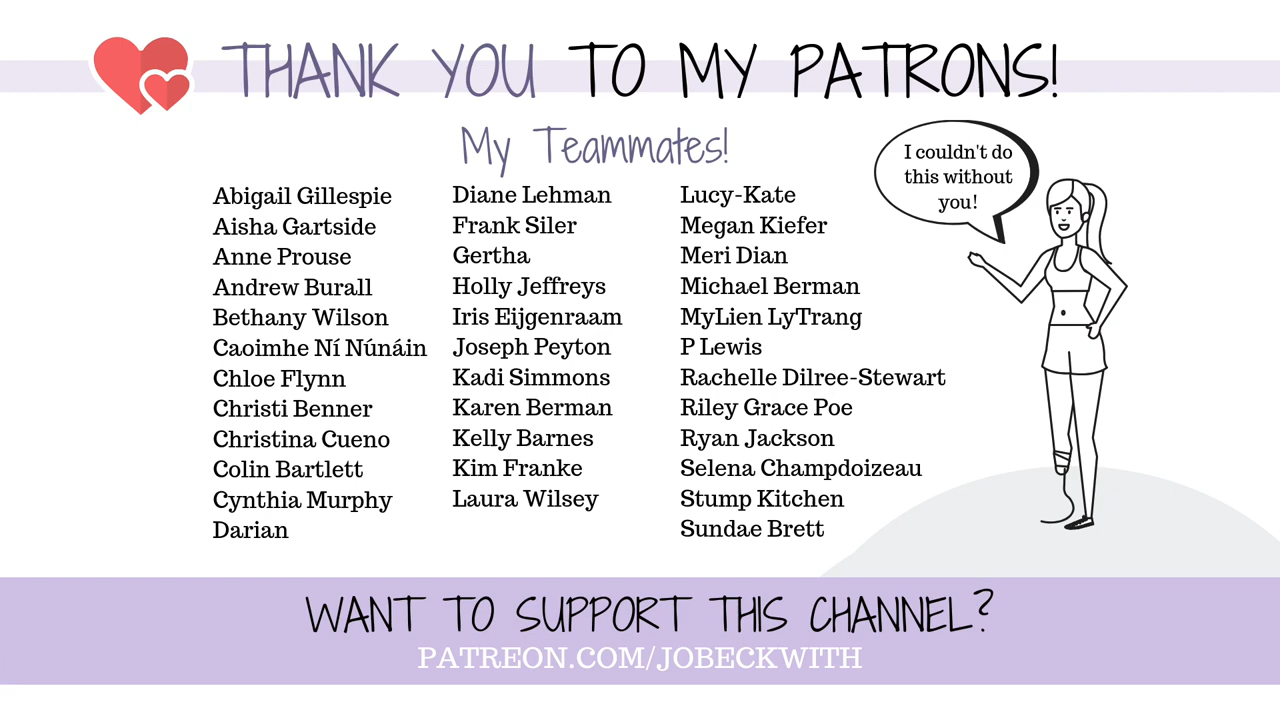 THANK YOU TO MY PATRONS!
My Teammates!
Abigail Gillespie
Aisha Gartside
Anne Prouse
Andrew Burall
Bethany Wilson
Caoimhe Ní Núnáin
Chloe Flynn
Christi Benner
Christina Cueno
Colin Bartlett
Cynthia Murphy
Darian
Diane Lehman
Frank Siler
Gertha
Holly Jeffreys
Iris Eijgenraam
Joseph Peyton
Kadi Simmons
Karen Berman
Kelly Barnes
Kim Franke
Laura Wilsey
Lucy-Kate
Megan Kiefer
Meri Dian
Michael Berman
MyLien LyTrang
P Lewis
Rachelle Dilree-Stewart
Riley Grace Poe
Ryan Jackson
Selena Champdoizeau
Stump Kitchen
Sundae Brett
I couldn't do
this without
you!
WANT TO SUPPORT THIS CHANNEL?
PATREON.COM/JOBECKWITH